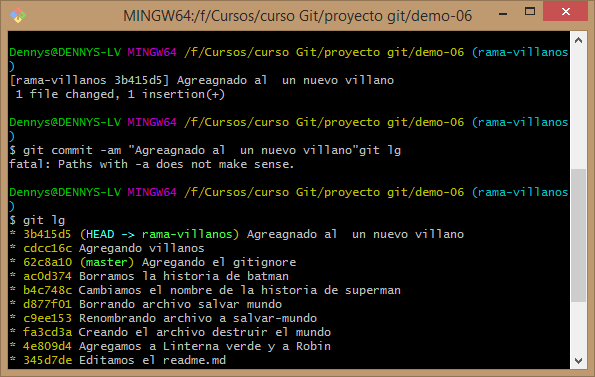 MINGW64:/f/Cursos/curso Git/proyecto git/demo-06
Dennys@DENNYS-LV MINGW64 /f/Cursos/curso Git/proyecto git/demo-06 (rama-villanos
)
[rama-villanos 3b415d5] Agreagnado al  un nuevo villano
 1 file changed, 1 insertion(+)
Dennys@DENNYS-LV MINGW64 /f/Cursos/curso Git/proyecto git/demo-06 (rama-villanos
)
$ git commit -am "Agreagnado al  un nuevo villano"git lg
fatal: Paths with -a does not make sense.
Dennys@DENNYS-LV MINGW64 /f/Cursos/curso Git/proyecto git/demo-06 (rama-villanos
)
$ git lg
* 3b415d5 (HEAD -> rama-villanos) Agreagnado al  un nuevo villano
* cdcc16c Agregando villanos
* 62c8a10 (master) Agregando el gitignore
* ac0d374 Borramos la historia de batman
* b4c748c Cambiamos el nombre de la historia de superman
* d877f01 Borrando archivo salvar mundo
* c9ee153 Renombrando archivo a salvar-mundo
* fa3cd3a Creando el archivo destruir el mundo
* 4e809d4 Agregamos a Linterna verde y a Robin
* 345d7de Editamos el readme.md